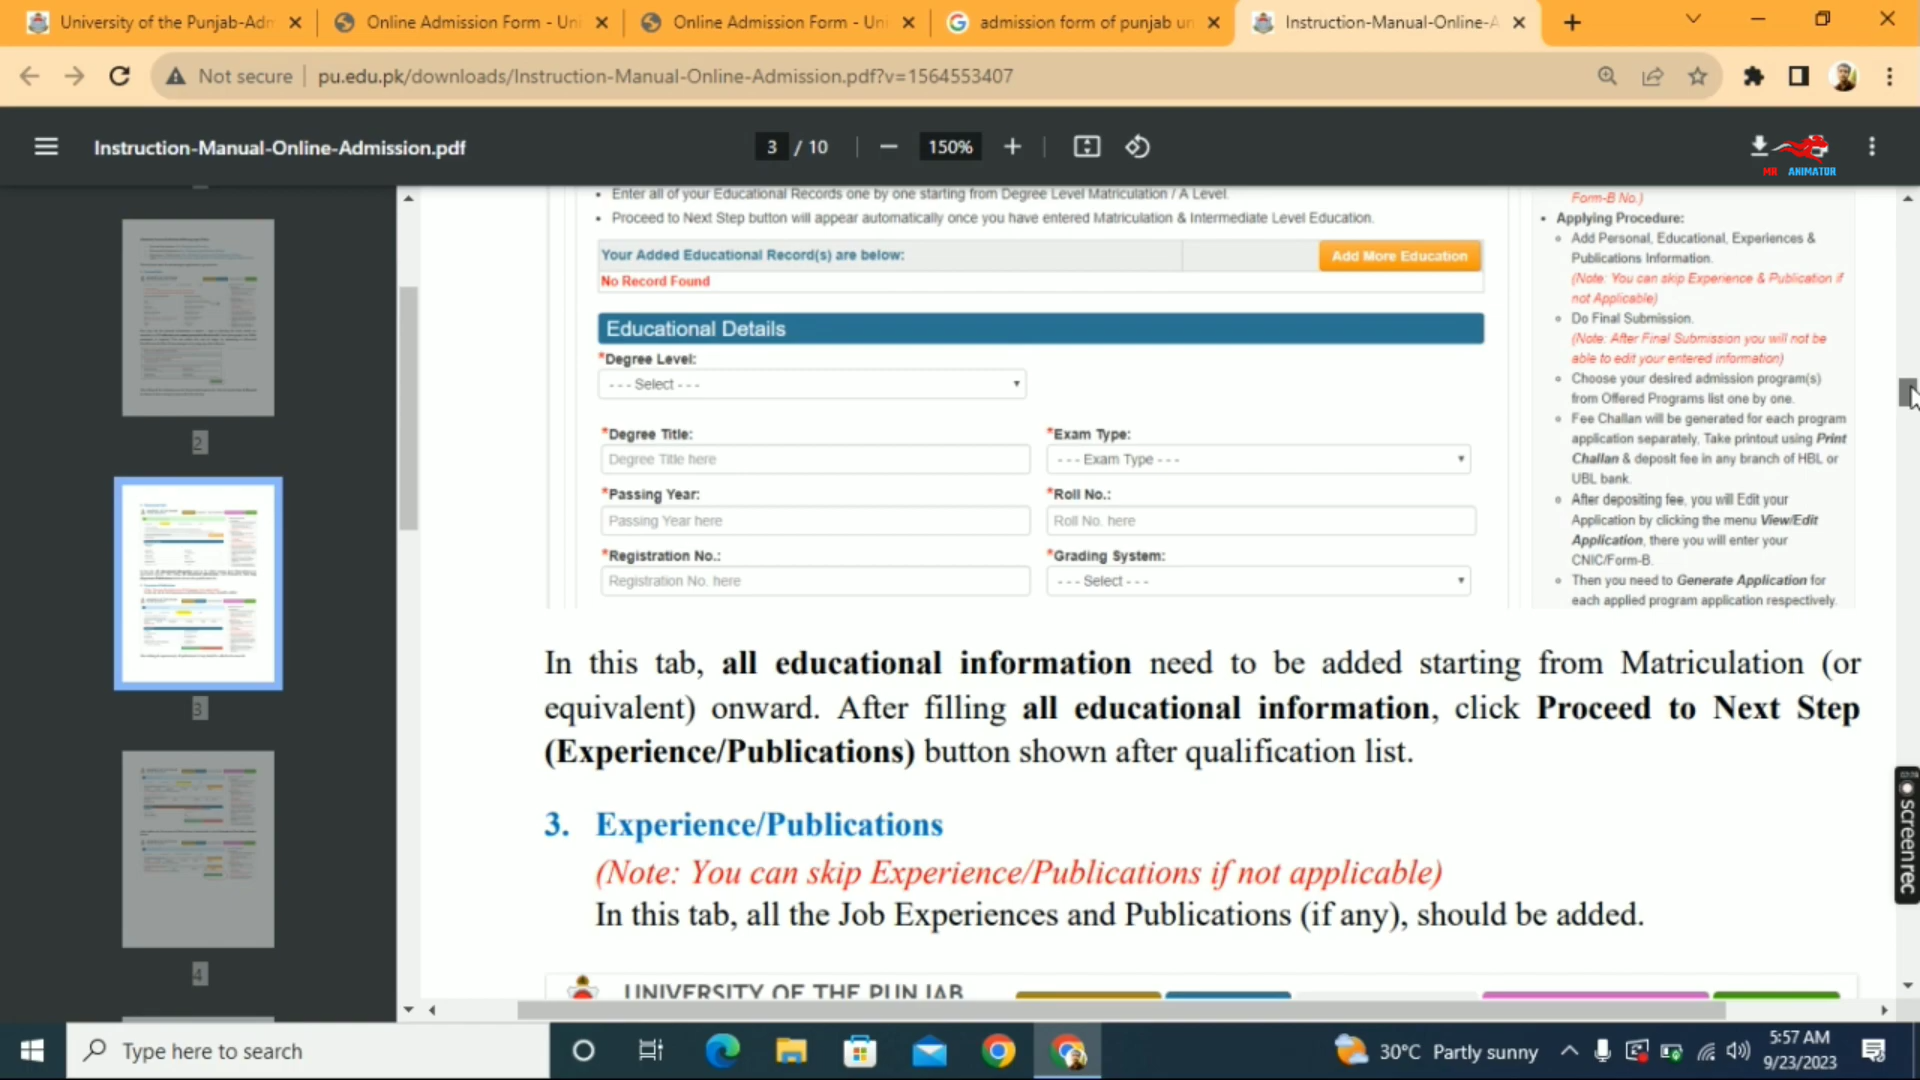 University of the Punjab-Adn
Online Admission Form - Uni
Online Admission Form - Uni
admission form of punjab un
Instruction-Manual-Online-A
Not secure
pu.edu.pk/downloads/Instruction-Manual-Online-Admission.pdf?v=1564553407
Instruction-Manual-Online-Admission.pdf
3 / 10
150%
MR ANIMATOR
• Enter all of your Educational Records one by one starting from Degree Level Matriculation / A Level.
• Proceed to Next Step button will appear automatically once you have entered Matriculation & Intermediate Level Education.
Your Added Educational Record(s) are below:
Add More Education
No Record Found
Educational Details
*Degree Level:
- - - Select - - -
*Degree Title:
*Exam Type:
Degree Title here
- - - Exam Type - - -
*Passing Year:
*Roll No.:
Passing Year here
Roll No. here
*Registration No.:
*Grading System:
Registration No. here
- - - Select - - -
Form-B No.)
• Applying Procedure:
Add Personal, Educational, Experiences &
Publications Information.
(Note: You can skip Experience & Publication if
not Applicable)
Do Final Submission.
(Note: After Final Submission you will not be
able to edit your entered information)
Choose your desired admission program(s)
from Offered Programs list one by one.
Fee Challan will be generated for each program
application separately, Take printout using Print
Challan & deposit fee in any branch of HBL or
UBL bank.
After depositing fee, you will Edit your
Application by clicking the menu View/Edit
Application, there you will enter your
CNIC/Form-B.
Then you need to Generate Application for
each applied program application respectively.
In this tab, all educational information need to be added starting from Matriculation (or
equivalent) onward. After filling all educational information, click Proceed to Next Step
(Experience/Publications) button shown after qualification list.
3. Experience/Publications
(Note: You can skip Experience/Publications if not applicable)
In this tab, all the Job Experiences and Publications (if any), should be added.
UNIVERSITY OF THE PUNJAB
2
3
4
screenrec
Type here to search
30°C Partly sunny
5:57 AM
9/23/2023